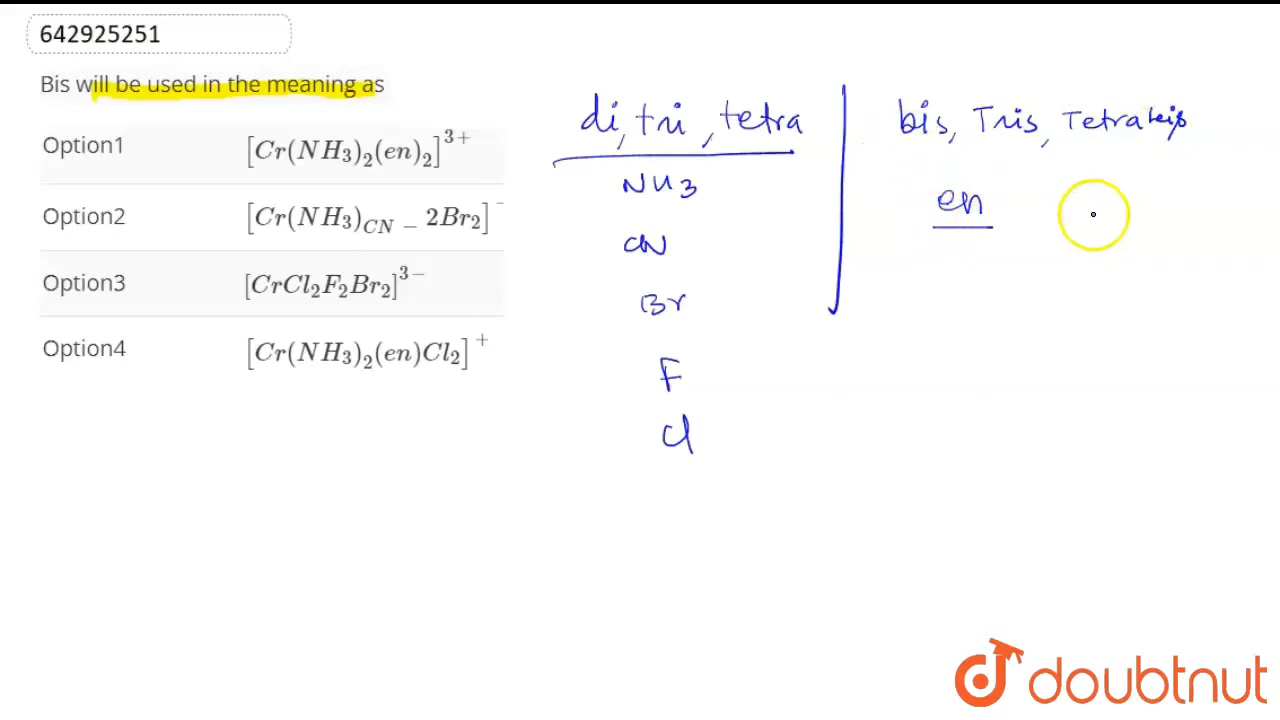 642925251
Bis will be used in the meaning as
Option1 [Cr(NH₃)₂(en)₂]³⁺
Option2 [Cr(NH₃)_CN − 2Br₂]⁻
Option3 [CrCl₂F₂Br₂]³⁻
Option4 [Cr(NH₃)₂(en)Cl₂]⁺
di, tri, tetra
NH3
CN
Br
F
Cl
bis, Tris, Tetrakis
en
doubtnut